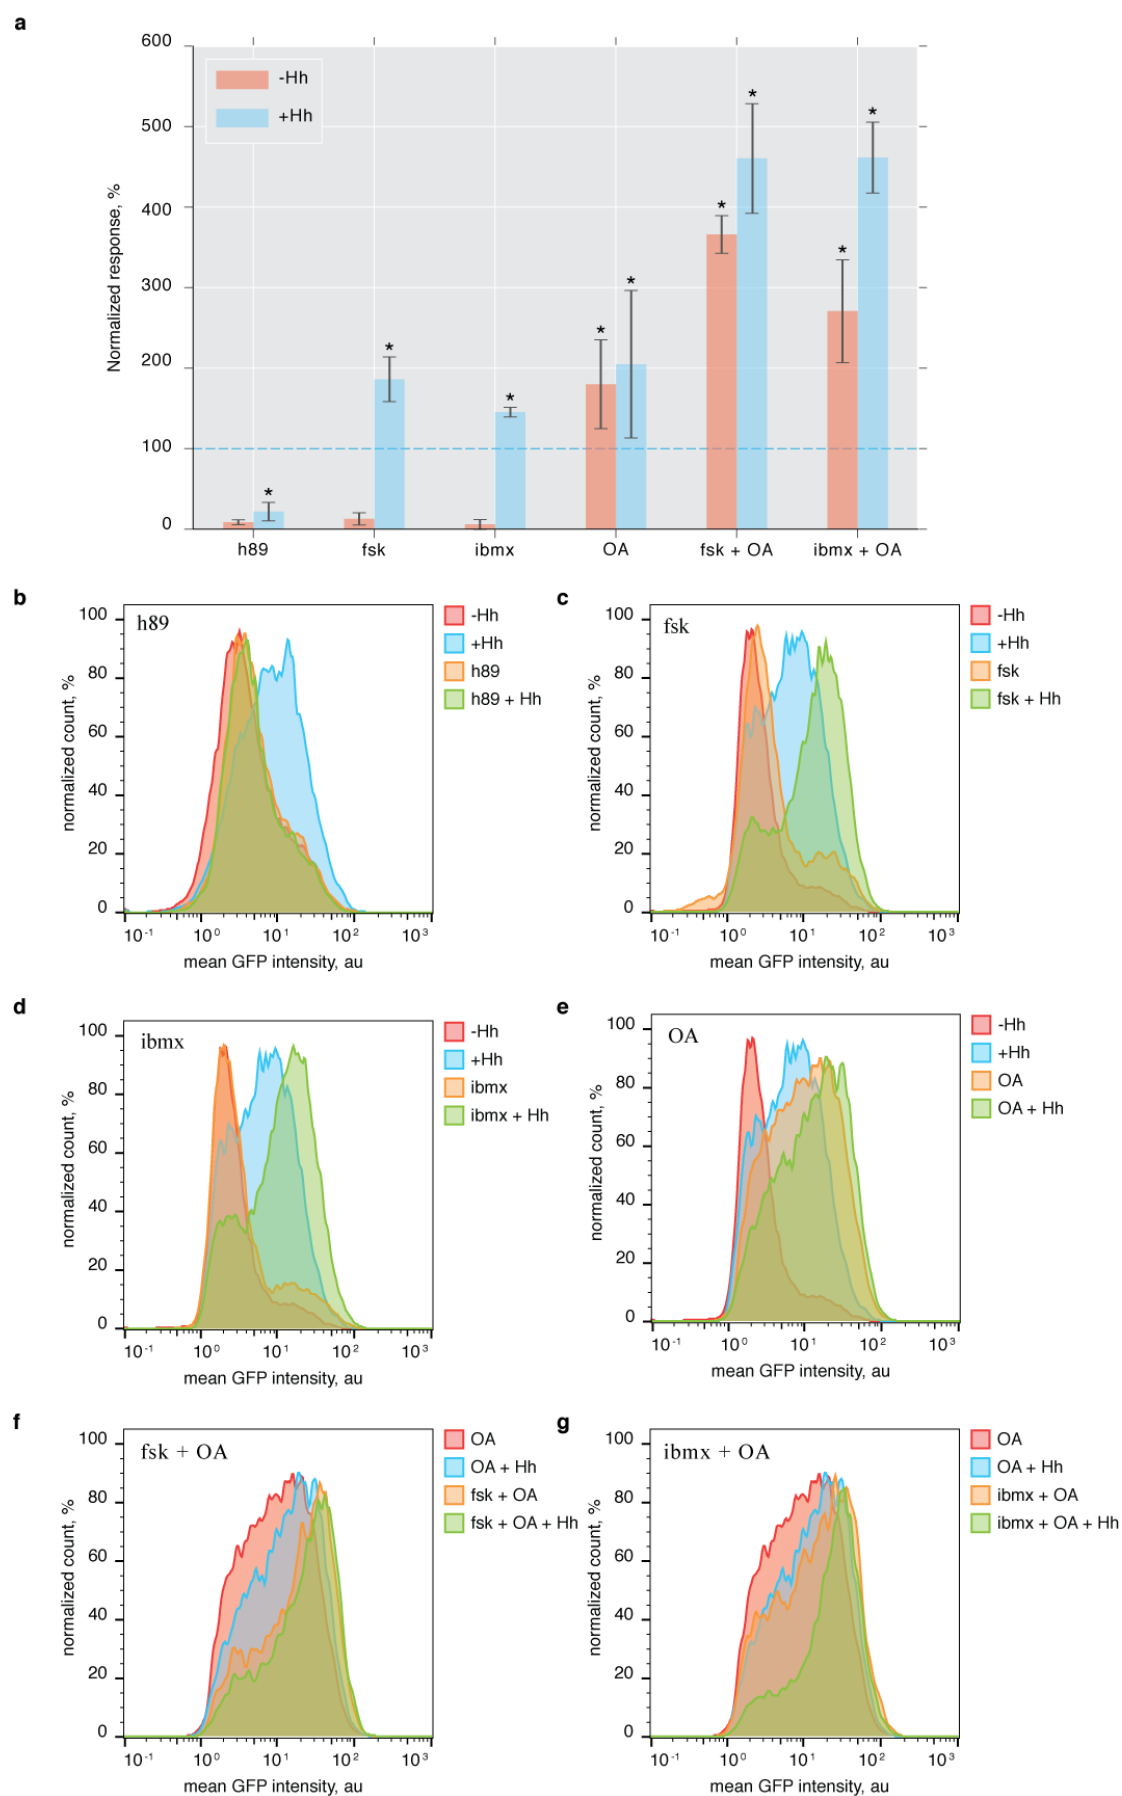 a
Normalized response, %
600
500
400
300
200
100
0
-Hh
+Hh
*
*
*
*
*
*
*
*
*
h89
fsk
ibmx
OA
fsk + OA
ibmx + OA
b
h89
normalized count, %
100
80
60
40
20
0
10-1
100
101
102
103
mean GFP intensity, au
-Hh
+Hh
h89
h89 + Hh
c
fsk
normalized count, %
100
80
60
40
20
0
10-1
100
101
102
103
mean GFP intensity, au
-Hh
+Hh
fsk
fsk + Hh
d
ibmx
normalized count, %
100
80
60
40
20
0
10-1
100
101
102
103
mean GFP intensity, au
-Hh
+Hh
ibmx
ibmx + Hh
e
OA
normalized count, %
100
80
60
40
20
0
10-1
100
101
102
103
mean GFP intensity, au
-Hh
+Hh
OA
OA + Hh
f
fsk + OA
normalized count, %
100
80
60
40
20
0
10-1
100
101
102
103
mean GFP intensity, au
OA
OA + Hh
fsk + OA
fsk + OA + Hh
g
ibmx + OA
normalized count, %
100
80
60
40
20
0
10-1
100
101
102
103
mean GFP intensity, au
OA
OA + Hh
ibmx + OA
ibmx + OA + Hh